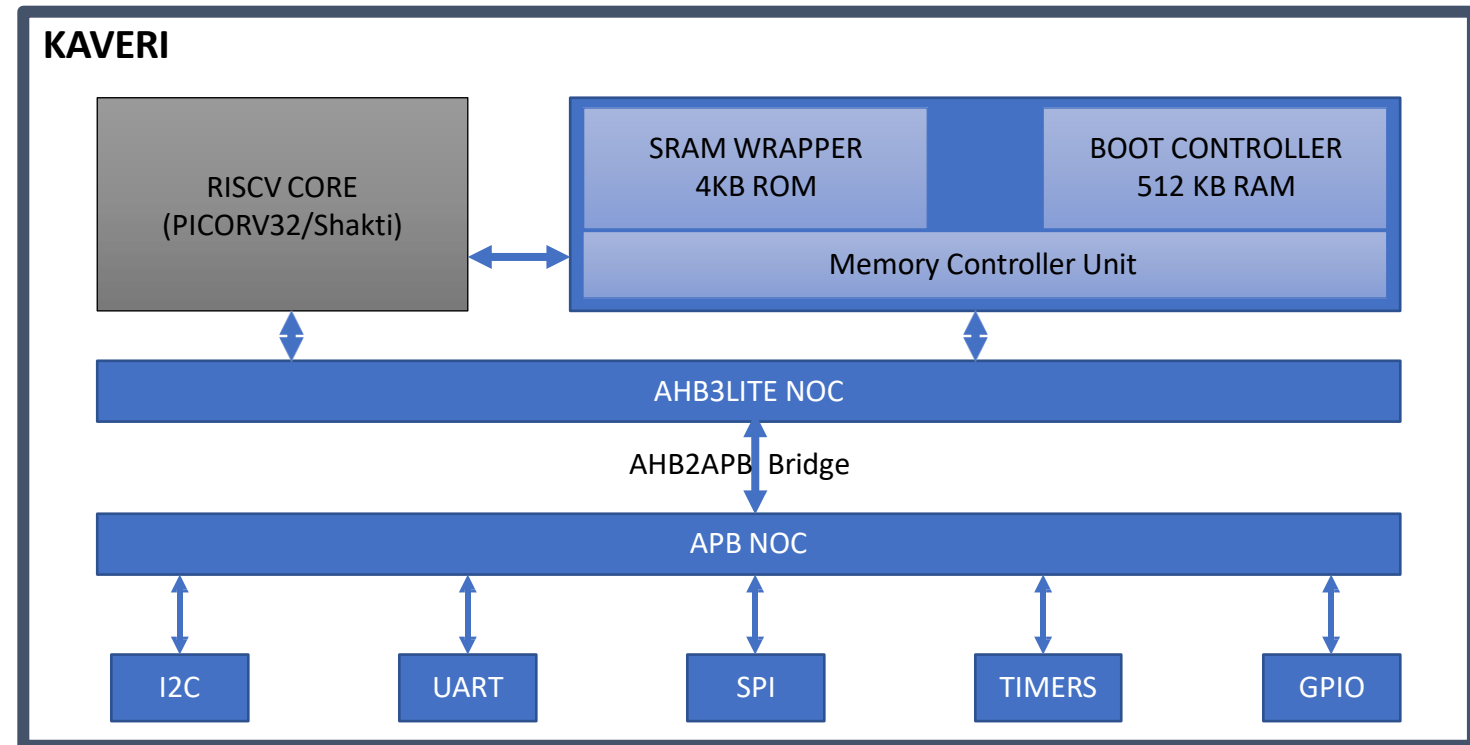 KAVERI
RISCV CORE
(PICORV32/Shakti)
SRAM WRAPPER
4KB ROM
BOOT CONTROLLER
512 KB RAM
Memory Controller Unit
AHB3LITE NOC
AHB2APB Bridge
APB NOC
I2C
UART
SPI
TIMERS
GPIO